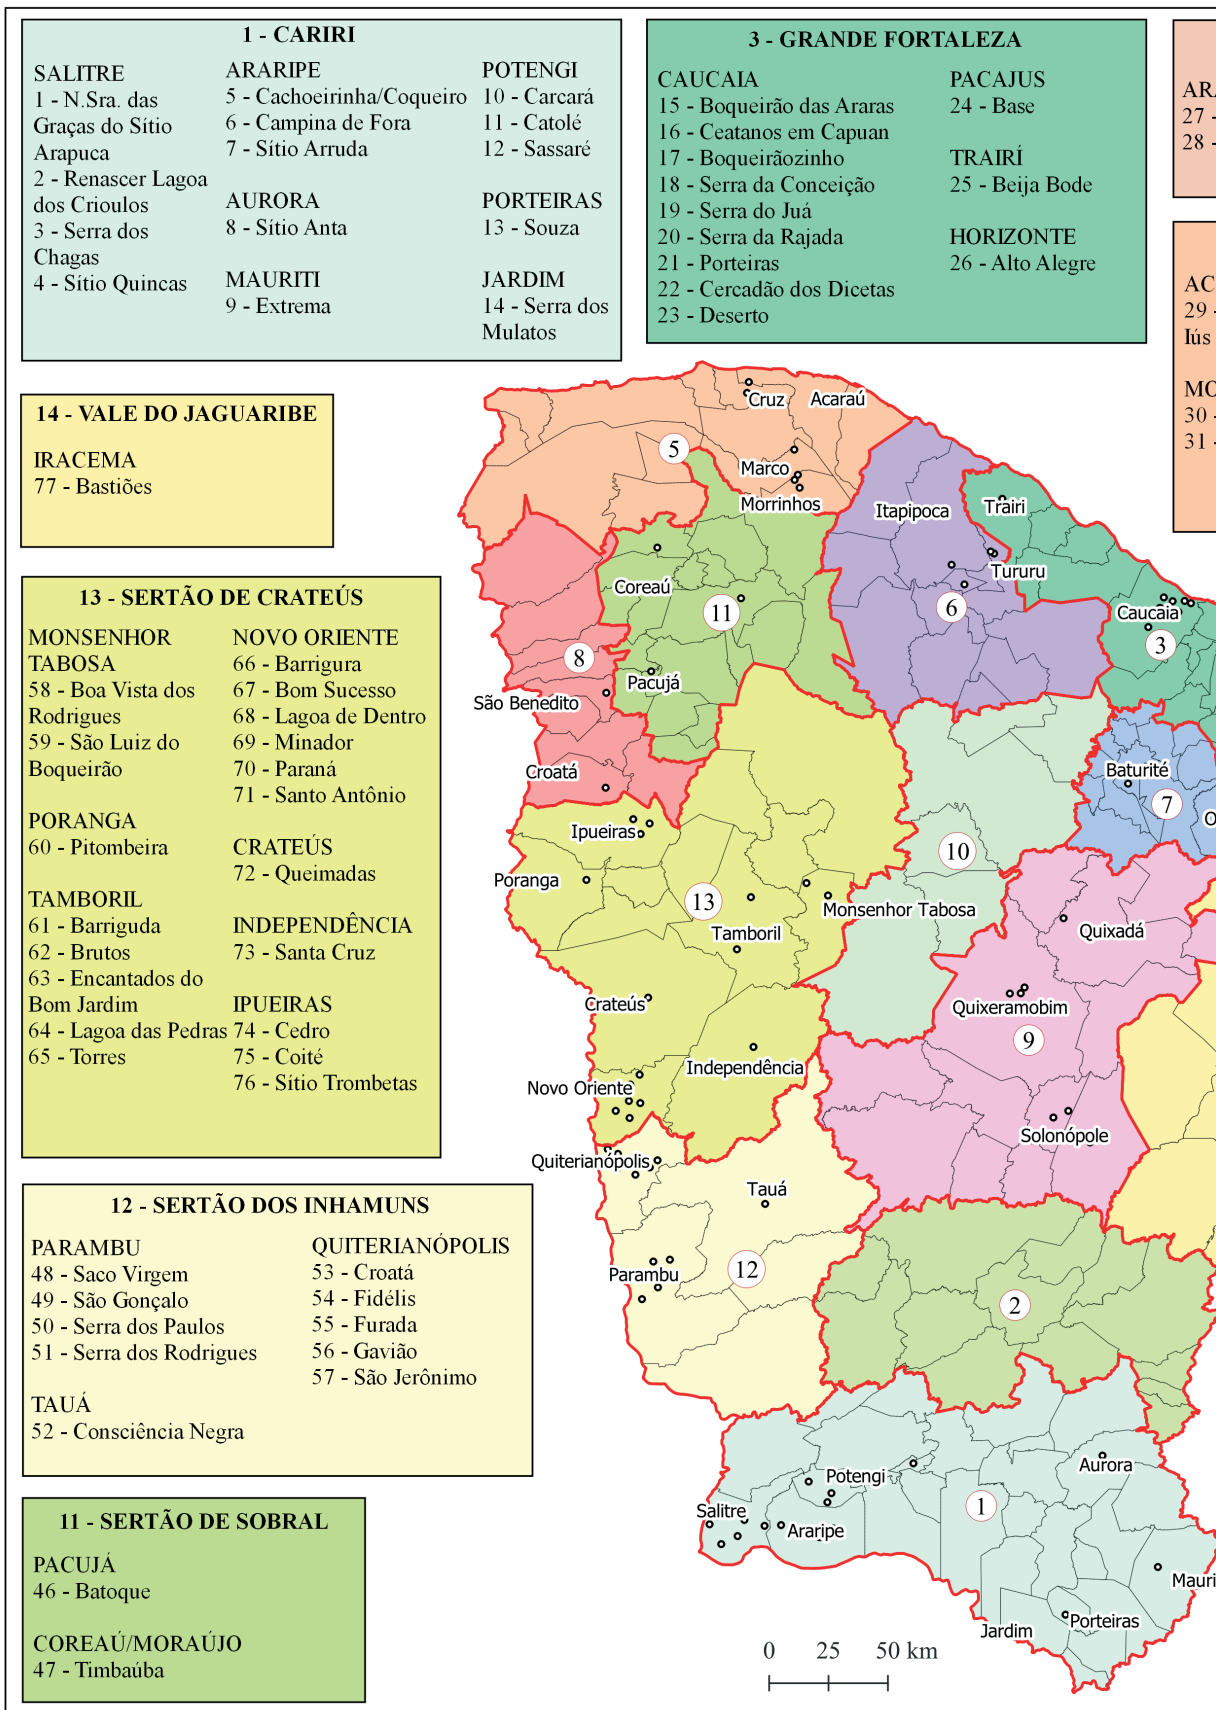 1 - CARIRI
SALITRE
1 - N.Sra. das
Graças do Sítio
Arapuca
2 - Renascer Lagoa
dos Crioulos
3 - Serra dos
Chagas
4 - Sítio Quincas
ARARIPE
5 - Cachoeirinha/Coqueiro
6 - Campina de Fora
7 - Sítio Arruda
AURORA
8 - Sítio Anta
MAURITI
9 - Extrema
POTENGI
10 - Carcará
11 - Catolé
12 - Sassaré
PORTEIRAS
13 - Souza
JARDIM
14 - Serra dos
Mulatos
3 - GRANDE FORTALEZA
CAUCAIA
15 - Boqueirão das Araras
16 - Ceatanos em Capuan
17 - Boqueirãozinho
18 - Serra da Conceição
19 - Serra do Juá
20 - Serra da Rajada
21 - Porteiras
22 - Cercadão dos Dicetas
23 - Deserto
PACAJUS
24 - Base
TRAIRÍ
25 - Beija Bode
HORIZONTE
26 - Alto Alegre
ARA
27 -
28 -
AC
29 -
Iús
MO
30 -
31 -
14 - VALE DO JAGUARIBE
IRACEMA
77 - Bastiões
13 - SERTÃO DE CRATEÚS
MONSENHOR
TABOSA
58 - Boa Vista dos
Rodrigues
59 - São Luiz do
Boqueirão
PORANGA
60 - Pitombeira
TAMBORIL
61 - Barriguda
62 - Brutos
63 - Encantados do
Bom Jardim
64 - Lagoa das Pedras
65 - Torres
NOVO ORIENTE
66 - Barrigura
67 - Bom Sucesso
68 - Lagoa de Dentro
69 - Minador
70 - Paraná
71 - Santo Antônio
CRATEÚS
72 - Queimadas
INDEPENDÊNCIA
73 - Santa Cruz
IPUEIRAS
74 - Cedro
75 - Coité
76 - Sítio Trombetas
12 - SERTÃO DOS INHAMUNS
PARAMBU
48 - Saco Virgem
49 - São Gonçalo
50 - Serra dos Paulos
51 - Serra dos Rodrigues
TAUÁ
52 - Consciência Negra
QUITERIANÓPOLIS
53 - Croatá
54 - Fidélis
55 - Furada
56 - Gavião
57 - São Jerônimo
11 - SERTÃO DE SOBRAL
PACUJÁ
46 - Batoque
COREAÚ/MORAÚJO
47 - Timbaúba
Cruz
Acaraú
5
Marco
Morrinhos
Itapipoca
Trairi
Tururu
Coreaú
11
6
Caucaia
3
8
Pacujá
São Benedito
Croatá
Baturité
7
O
Ipueiras
10
Poranga
13
Monsenhor Tabosa
Tamboril
Quixadá
Crateús
Quixeramobim
9
Independência
Novo Oriente
Solonópole
Quiterianópolis
Tauá
Parambu
12
2
Aurora
Potengi
Salitre
1
Araripe
Mauri
Porteiras
Jardim
0 25 50 km